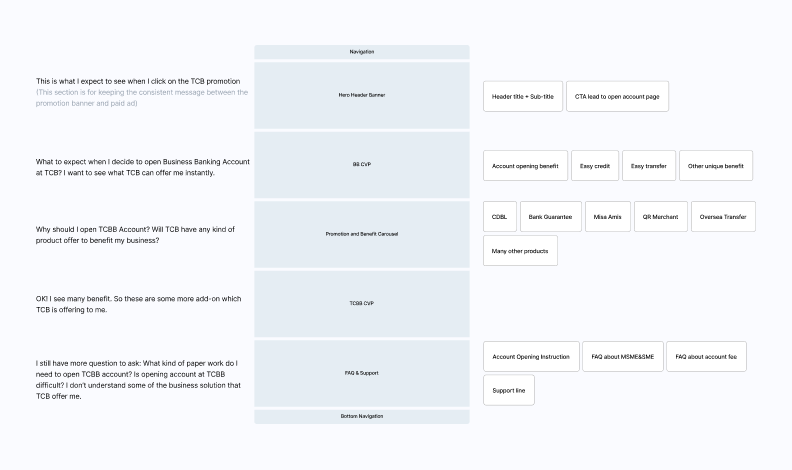 Navigation
This is what I expect to see when I click on the TCB promotion
(This section is for keeping the consistent message between the
promotion banner and paid ad)
Hero Header Banner
Header title + Sub-title
CTA lead to open account page
What to expect when I decide to open Business Banking Account
at TCB? I want to see what TCB can offer me instantly.
BB CVP
Account opening benefit
Easy credit
Easy transfer
Other unique benefit
Why should I open TCBB Account? Will TCB have any kind of
product offer to benefit my business?
Promotion and Benefit Carousel
CDBL
Bank Guarantee
Misa Amis
QR Merchant
Oversea Transfer
Many other products
OK! I see many benefit. So these are some more add-on which
TCB is offering to me.
TCBB CVP
I still have more question to ask: What kind of paper work do I
need to open TCBB account? Is opening account at TCBB
difficult? I don't understand some of the business solution that
TCB offer me.
FAQ & Support
Account Opening Instruction
FAQ about MSME&SME
FAQ about account fee
Support line
Bottom Navigation